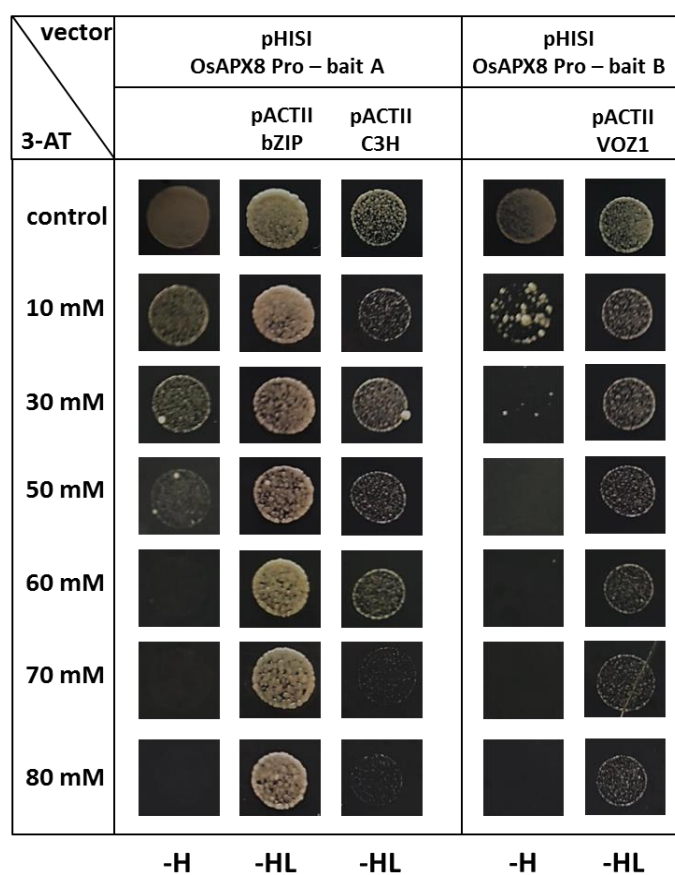 vector
3-AT
pHISI
OsAPX8 Pro – bait A
pHISI
OsAPX8 Pro – bait B
pACTII
bZIP
pACTII
C3H
pACTII
VOZ1
control
10 mM
30 mM
50 mM
60 mM
70 mM
80 mM
-H -HL -HL -H -HL